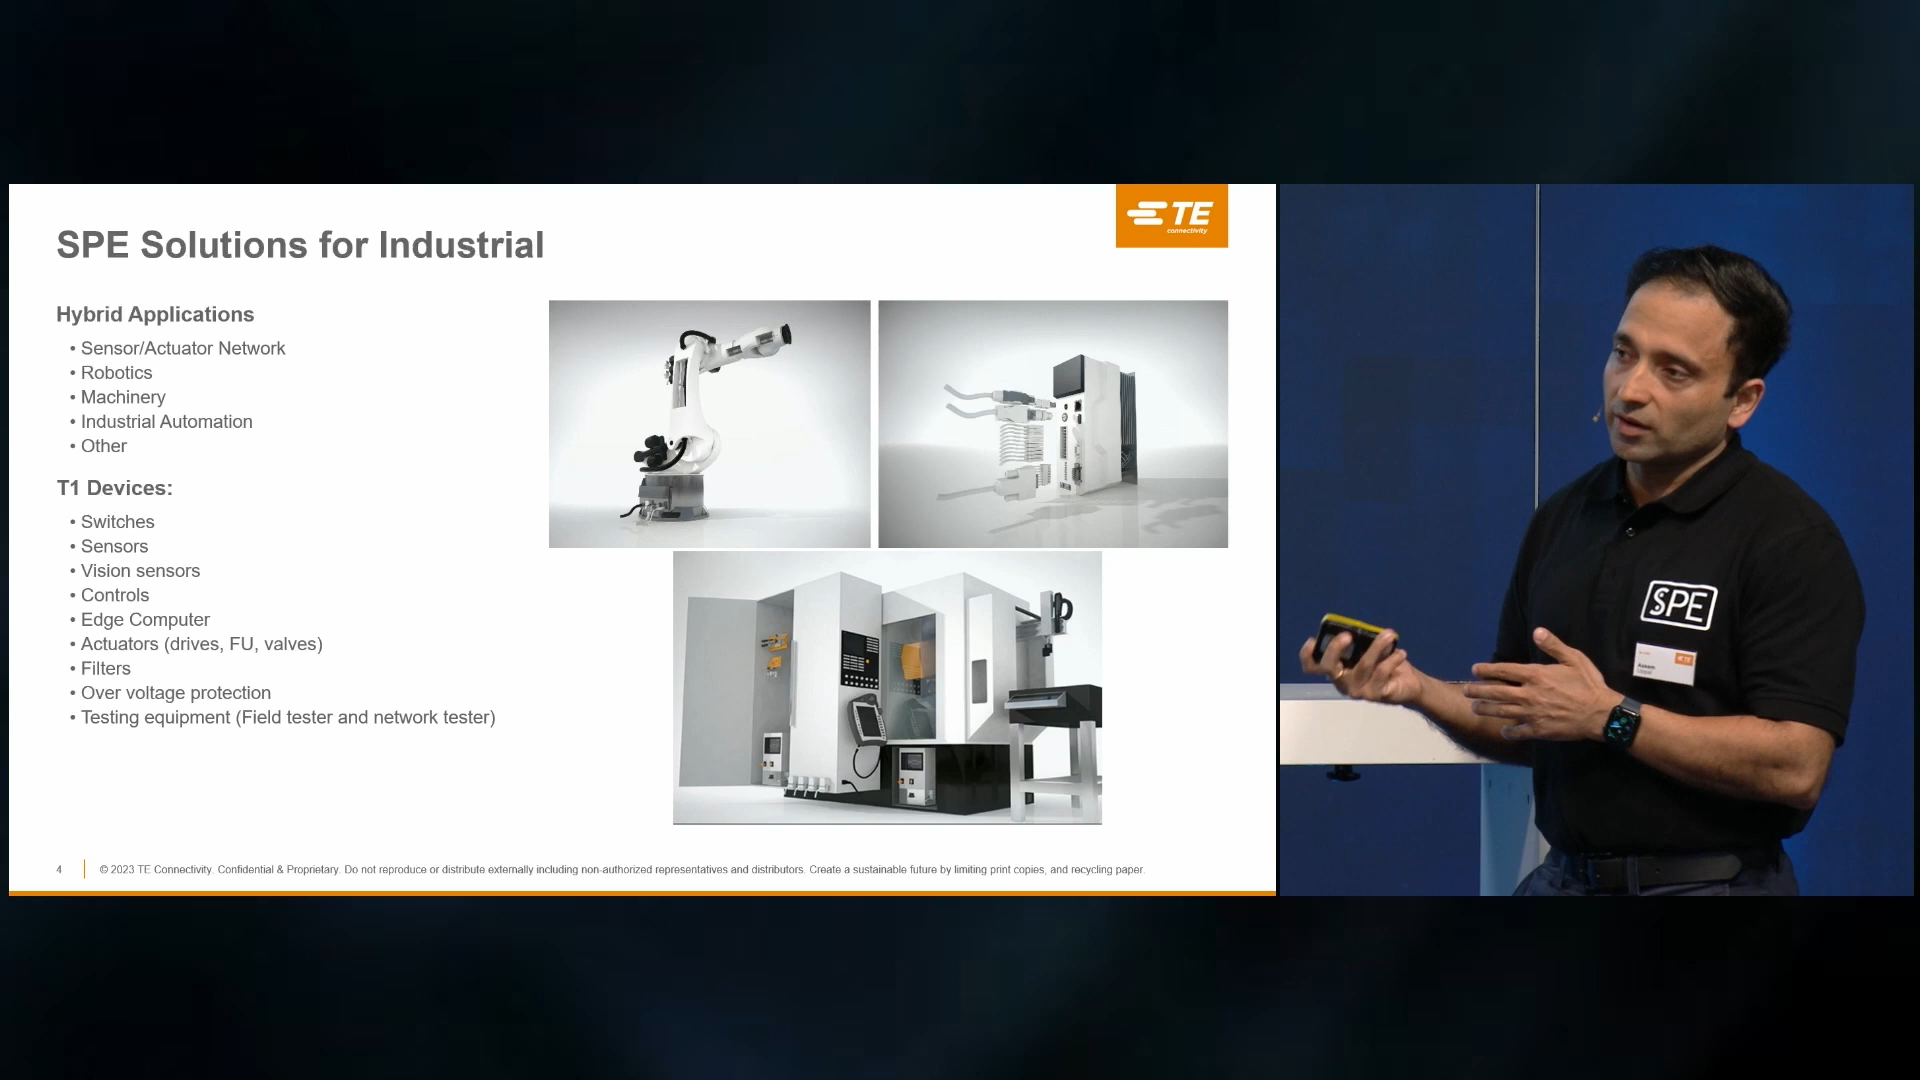 TE
connectivity
SPE Solutions for Industrial
Hybrid Applications
• Sensor/Actuator Network
• Robotics
• Machinery
• Industrial Automation
• Other
T1 Devices:
• Switches
• Sensors
• Vision sensors
• Controls
• Edge Computer
• Actuators (drives, FU, valves)
• Filters
• Over voltage protection
• Testing equipment (Field tester and network tester)
4
© 2023 TE Connectivity. Confidential & Proprietary. Do not reproduce or distribute externally including non-authorized representatives and distributors. Create a sustainable future by limiting print copies, and recycling paper.
SPE
TE
Aseem